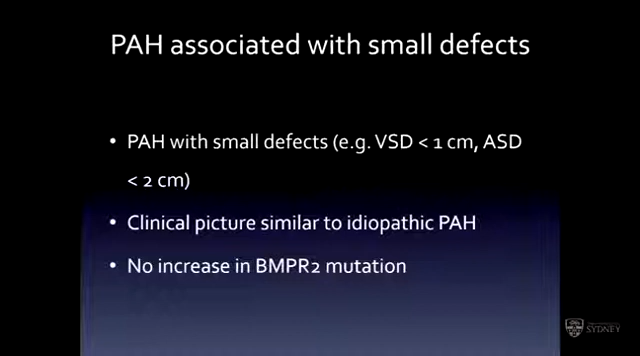 PAH associated with small defects
• PAH with small defects (e.g. VSD < 1 cm, ASD
< 2 cm)
• Clinical picture similar to idiopathic PAH
• No increase in BMPR2 mutation
SYDNEY